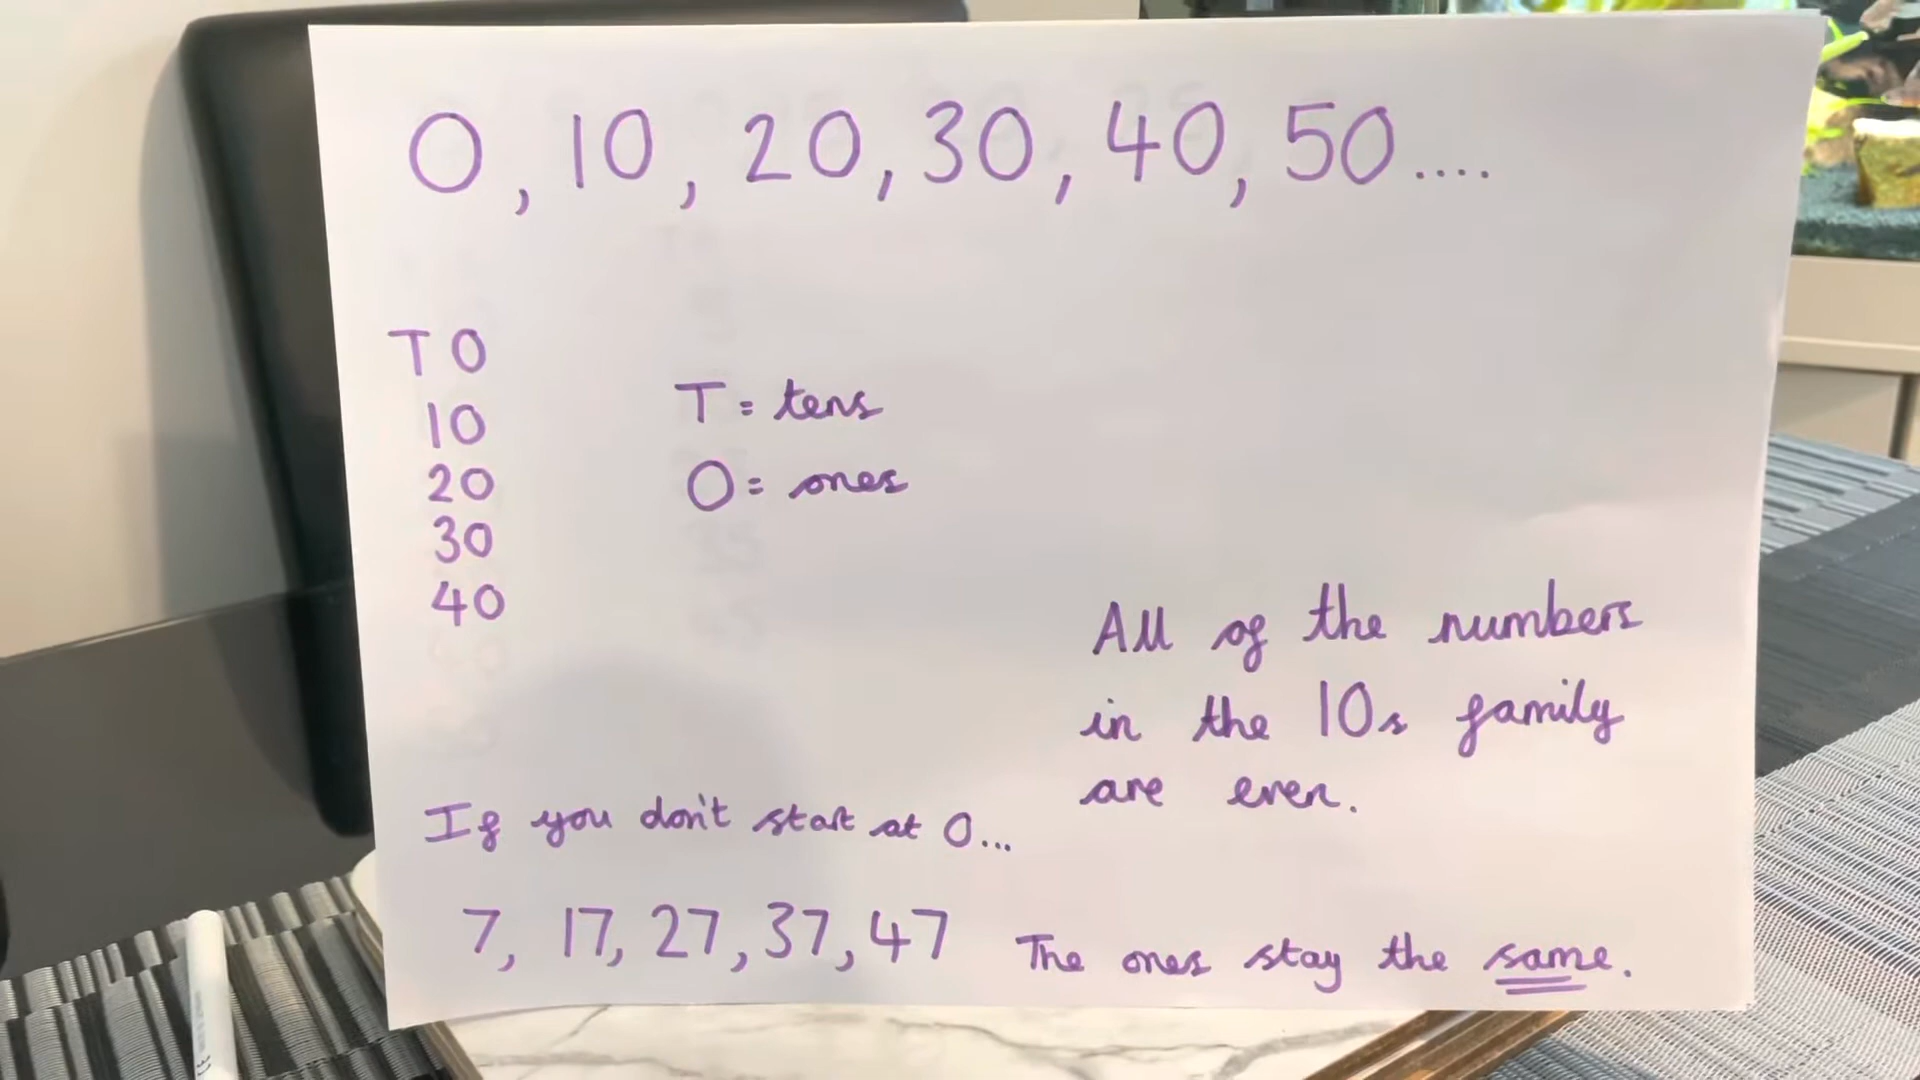 0, 10, 20, 30, 40, 50....
T O
10
20
30
40
T = tens
O = ones
All of the numbers
in the 10s family
are even.
If you don't start at 0...
7, 17, 27, 37, 47
The ones stay the same.